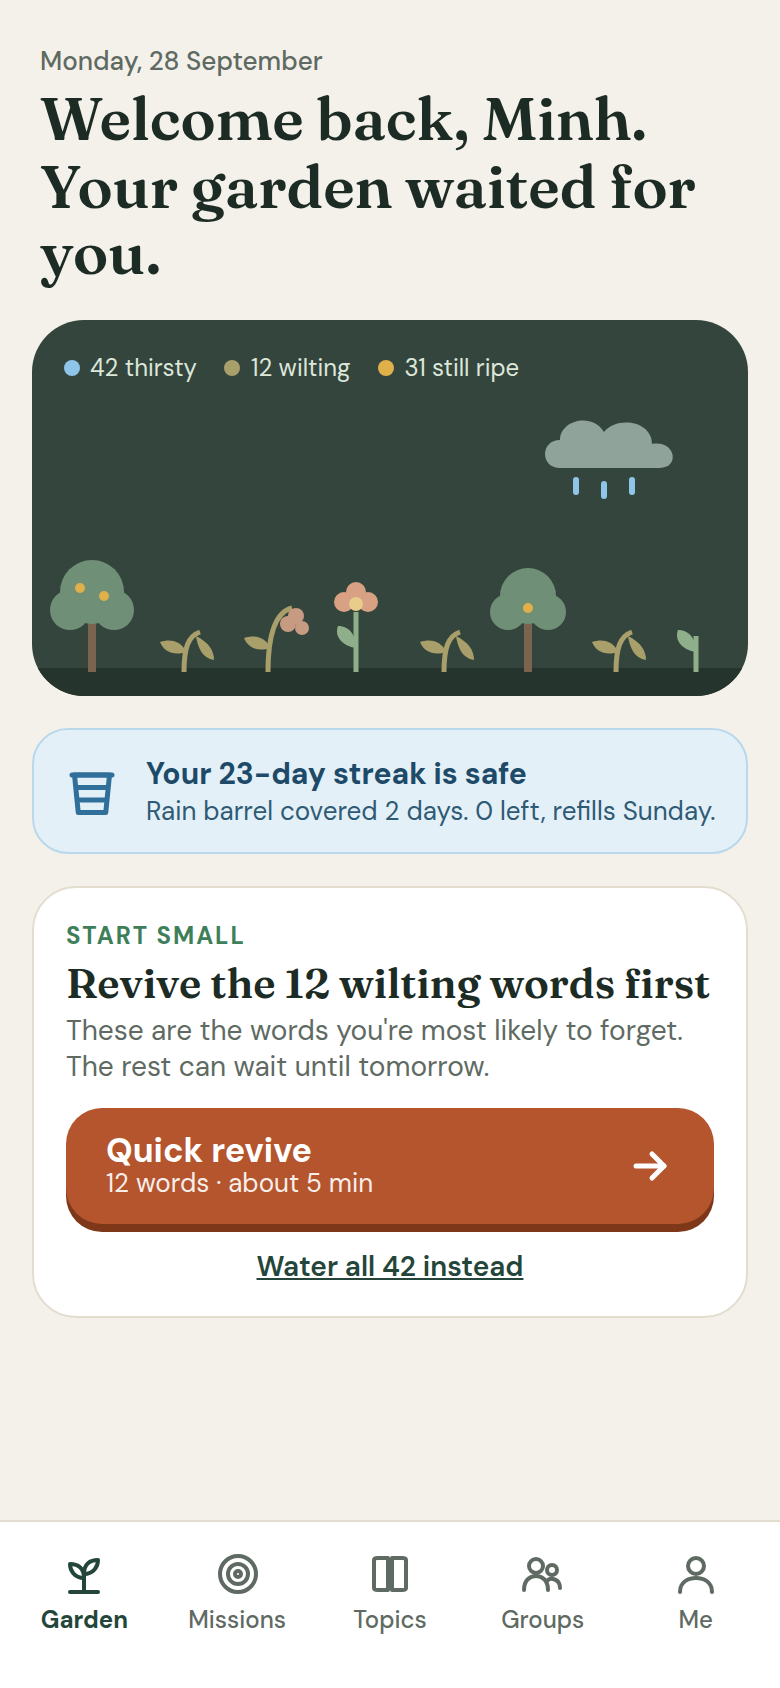 Monday, 28 September
Welcome back, Minh.
Your garden waited for
you.
42 thirsty 12 wilting 31 still ripe
Your 23-day streak is safe
Rain barrel covered 2 days. 0 left, refills Sunday.
START SMALL
Revive the 12 wilting words first
These are the words you're most likely to forget.
The rest can wait until tomorrow.
Quick revive
12 words · about 5 min
Water all 42 instead
Garden Missions Topics Groups Me